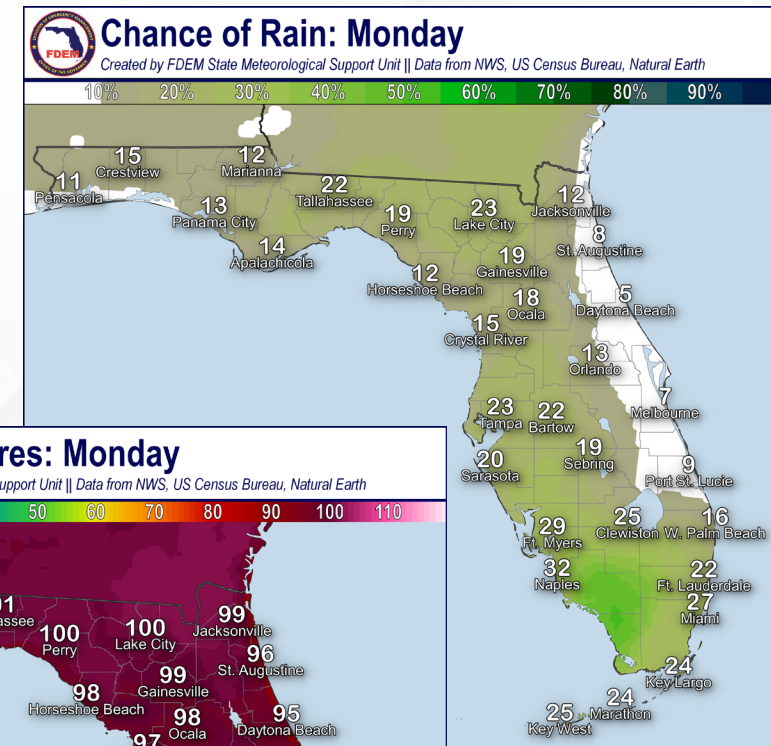 FDEM
Chance of Rain: Monday
Created by FDEM State Meteorological Support Unit || Data from NWS, US Census Bureau, Natural Earth
10% 20% 30% 40% 50% 60% 70% 80% 90%
15
Crestview
12
Marianna
11
Pensacola
22
Tallahassee
13
Panama City
19
Perry
23
Lake City
12
Jacksonville
8
St. Augustine
14
Apalachicola
19
Gainesville
12
Horseshoe Beach
18
Ocala
5
Daytona Beach
15
Crystal River
13
Orlando
7
Melbourne
23
Tampa
22
Bartow
19
Sebring
20
Sarasota
9
Port St. Lucie
29
Ft. Myers
25
Clewiston
16
W. Palm Beach
32
Naples
22
Ft. Lauderdale
27
Miami
24
Key Largo
24
Marathon
25
Key West
res: Monday
upport Unit || Data from NWS, US Census Bureau, Natural Earth
50 60 70 80 90 100 110
01
assee
100
Perry
100
Lake City
99
Jacksonville
96
St. Augustine
99
Gainesville
98
Horseshoe Beach
98
Ocala
95
Daytona Beach
97